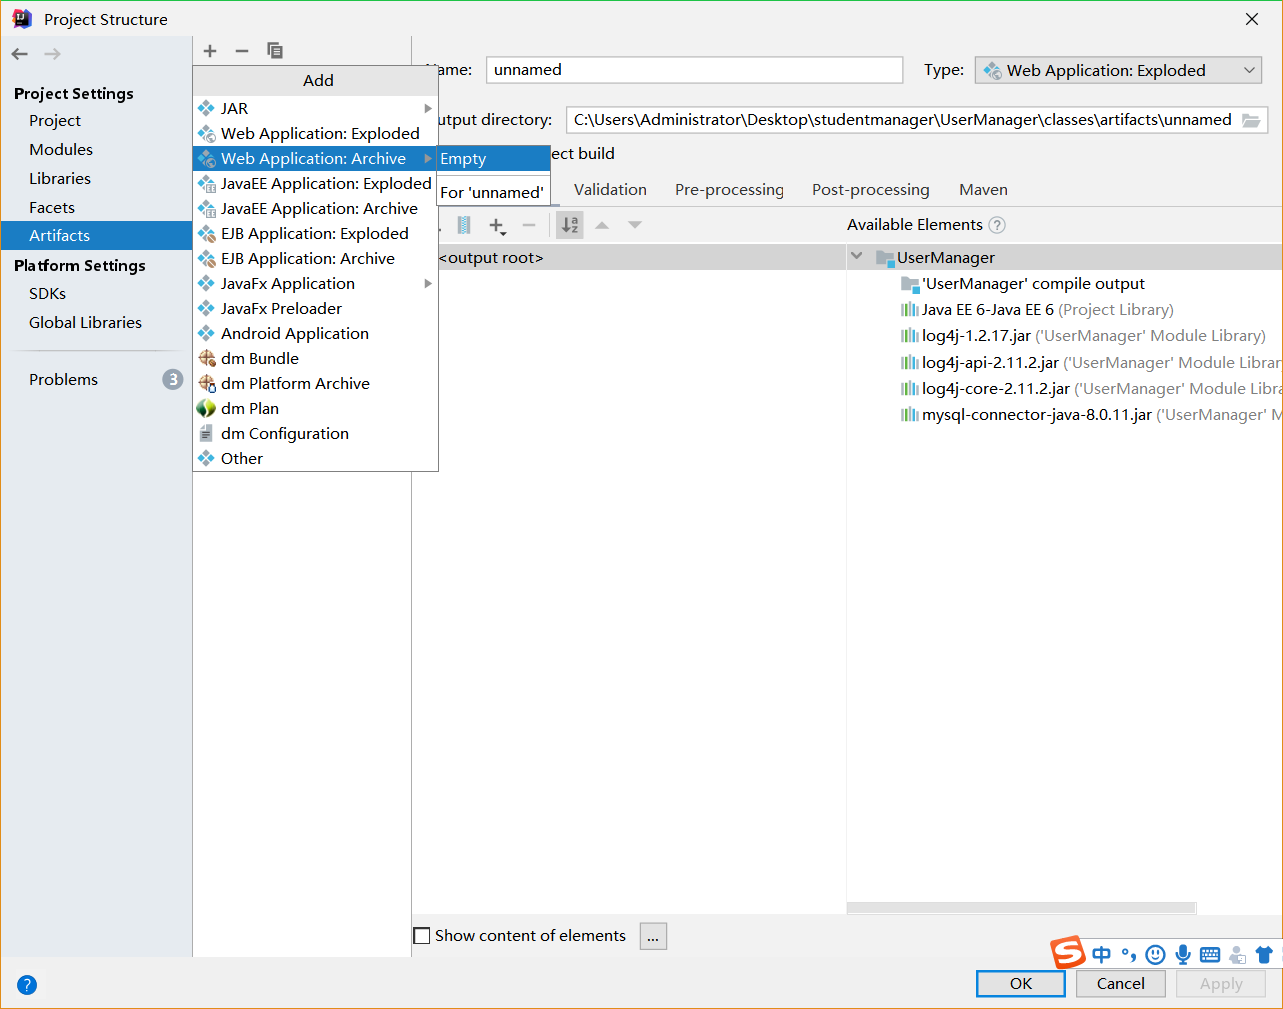 Project Structure
Project Settings
Project
Modules
Libraries
Facets
Artifacts
Platform Settings
SDKs
Global Libraries
Problems
3
Add
JAR
Web Application: Exploded
Web Application: Archive
JavaEE Application: Exploded
JavaEE Application: Archive
EJB Application: Exploded
EJB Application: Archive
JavaFx Application
JavaFx Preloader
Android Application
dm Bundle
dm Platform Archive
dm Plan
dm Configuration
Other
Empty
For 'unnamed'
ame:
unnamed
Type:
Web Application: Exploded
utput directory:
C:\Users\Administrator\Desktop\studentmanager\UserManager\classes\artifacts\unnamed
ect build
Validation
Pre-processing
Post-processing
Maven
Available Elements
<output root>
UserManager
'UserManager' compile output
Java EE 6-Java EE 6 (Project Library)
log4j-1.2.17.jar ('UserManager' Module Library)
log4j-api-2.11.2.jar ('UserManager' Module Librar
log4j-core-2.11.2.jar ('UserManager' Module Libra
mysql-connector-java-8.0.11.jar ('UserManager' M
Show content of elements
...
中
OK
Cancel
Apply